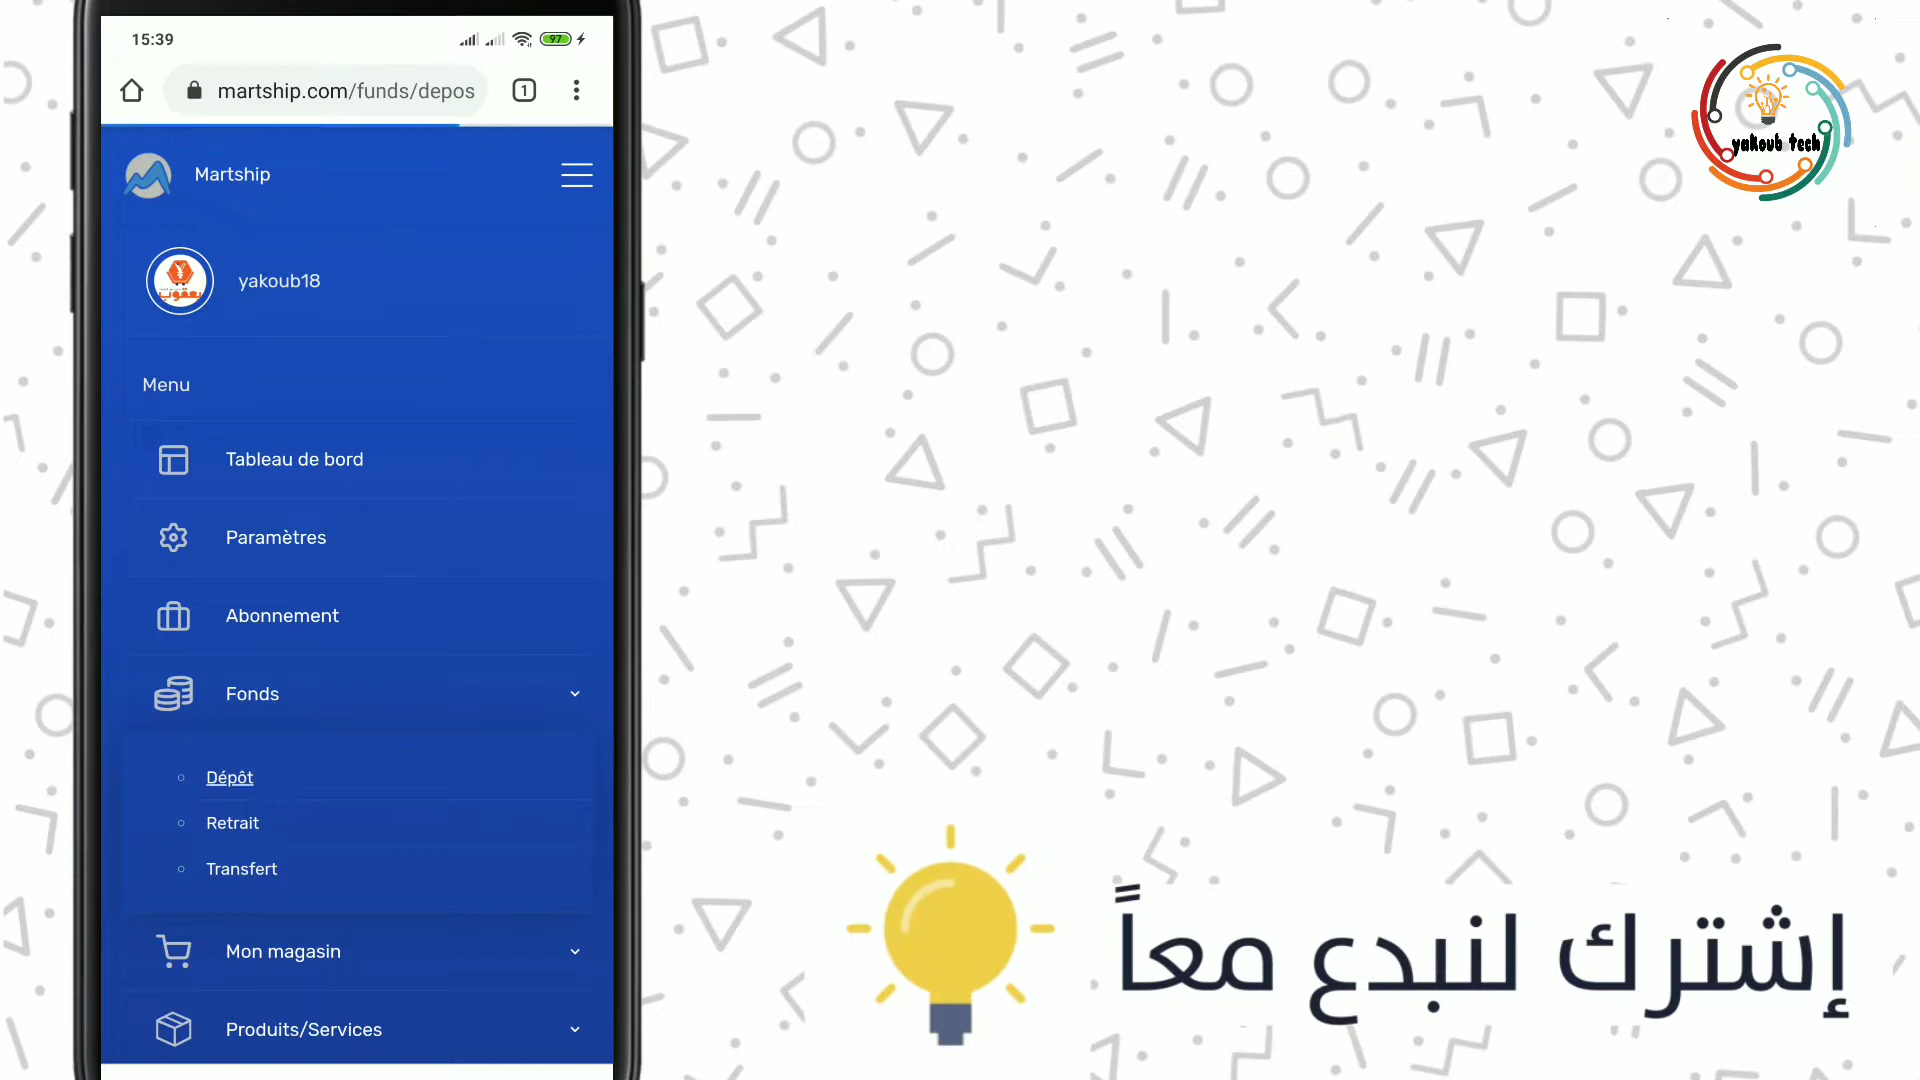 15:39
97
martship.com/funds/depos
1
Martship
yakoub18
Menu
Tableau de bord
Paramètres
Abonnement
Fonds
Dépôt
Retrait
Transfert
Mon magasin
Produits/Services
yakoub tech
إشترك لنبدع معاً